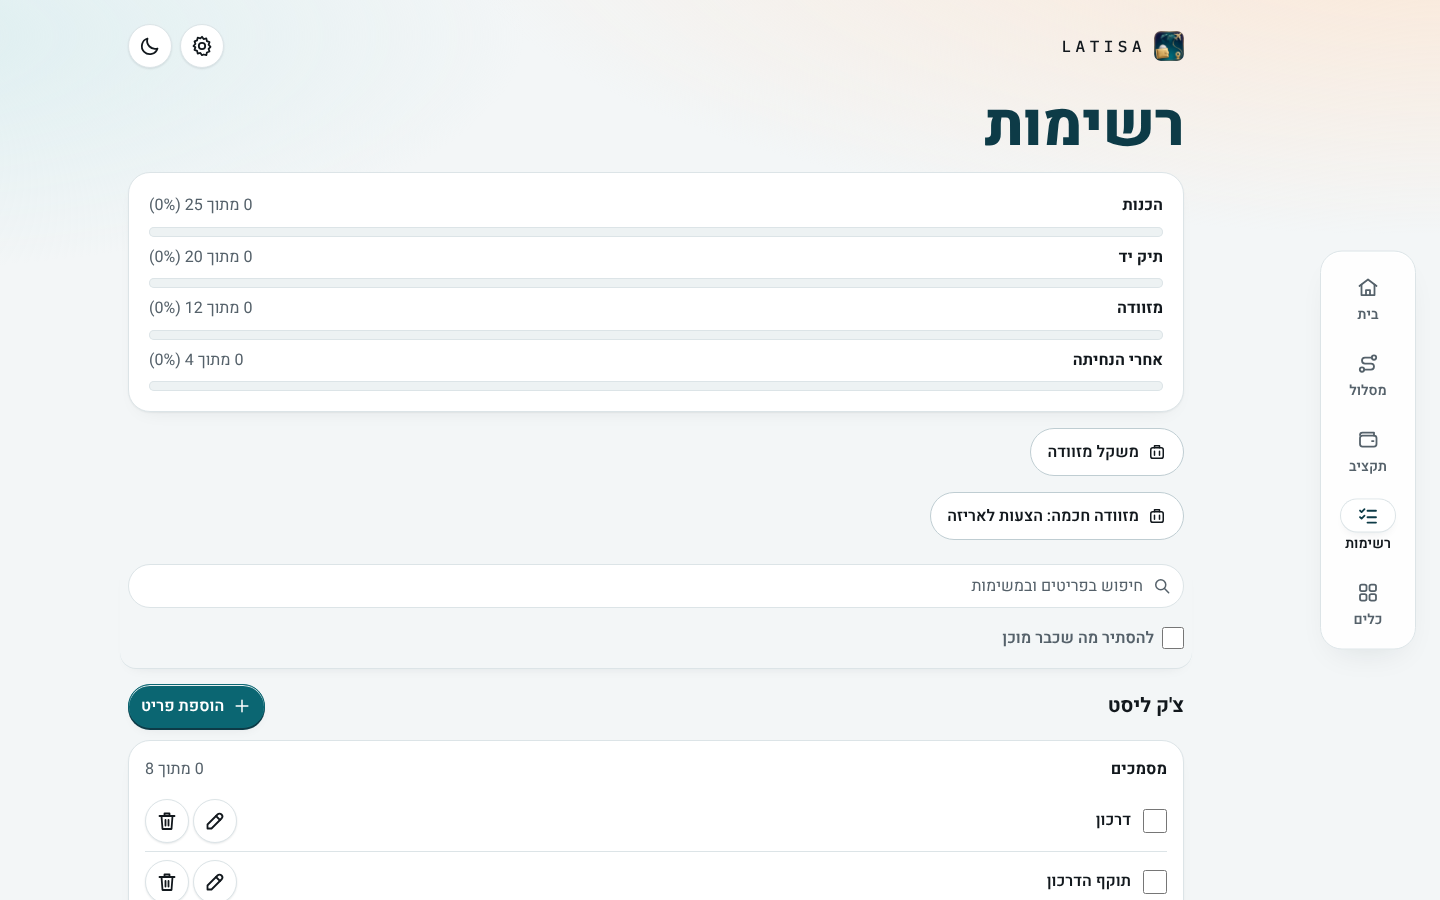 LATISA
רשימות
הכנות
0 מתוך 25 (0%)
תיק יד
0 מתוך 20 (0%)
מזוודה
0 מתוך 12 (0%)
אחרי הנחיתה
0 מתוך 4 (0%)
משקל מזוודה
מזוודה חכמה: הצעות לאריזה
חיפוש בפריטים ובמשימות
להסתיר מה שכבר מוכן
צ'ק ליסט
הוספת פריט
מסמכים
0 מתוך 8
דרכון
תוקף הדרכון
בית
מסלול
תקציב
רשימות
כלים